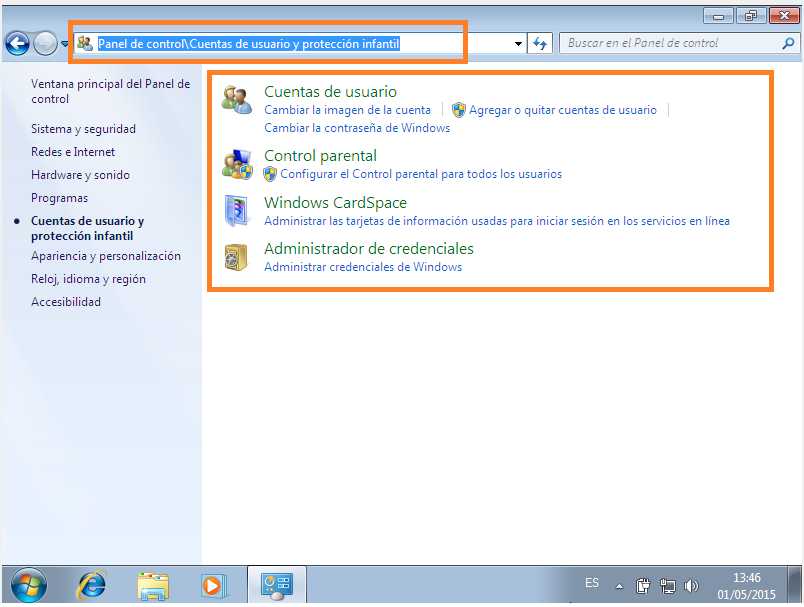 Panel de control\Cuentas de usuario y protección infantil
Buscar en el Panel de control
Ventana principal del Panel de
control
Sistema y seguridad
Redes e Internet
Hardware y sonido
Programas
Cuentas de usuario y
protección infantil
Apariencia y personalización
Reloj, idioma y región
Accesibilidad
Cuentas de usuario
Cambiar la imagen de la cuenta
Agregar o quitar cuentas de usuario
Cambiar la contraseña de Windows
Control parental
Configurar el Control parental para todos los usuarios
Windows CardSpace
Administrar las tarjetas de información usadas para iniciar sesión en los servicios en línea
Administrador de credenciales
Administrar credenciales de Windows
ES
13:46
01/05/2015